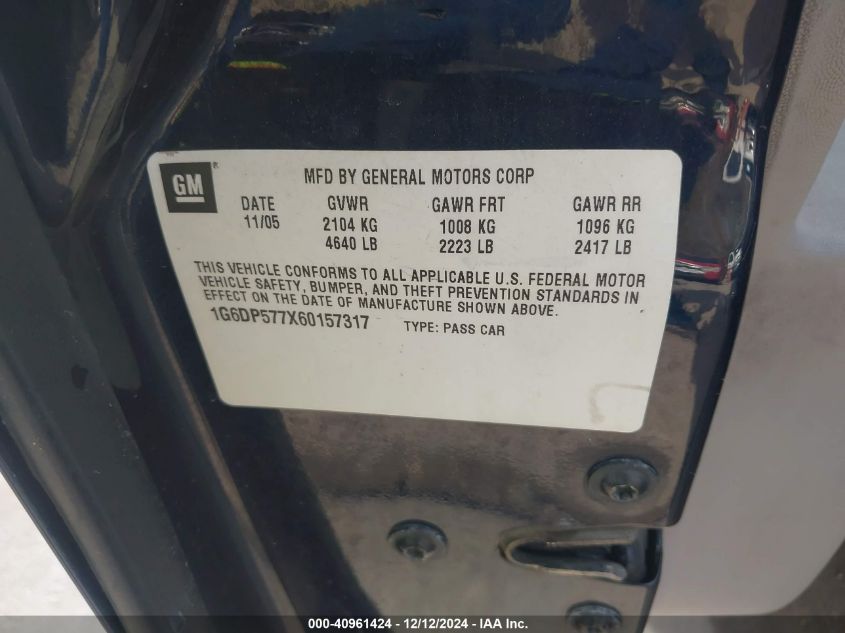 GM ®
MFD BY GENERAL MOTORS CORP
DATE GVWR GAWR FRT GAWR RR
11/05 2104 KG 1008 KG 1096 KG
4640 LB 2223 LB 2417 LB
THIS VEHICLE CONFORMS TO ALL APPLICABLE U.S. FEDERAL MOTOR
VEHICLE SAFETY, BUMPER, AND THEFT PREVENTION STANDARDS IN
EFFECT ON THE DATE OF MANUFACTURE SHOWN ABOVE.
1G6DP577X60157317 TYPE: PASS CAR
000-40961424 - 12/12/2024 - IAA Inc.